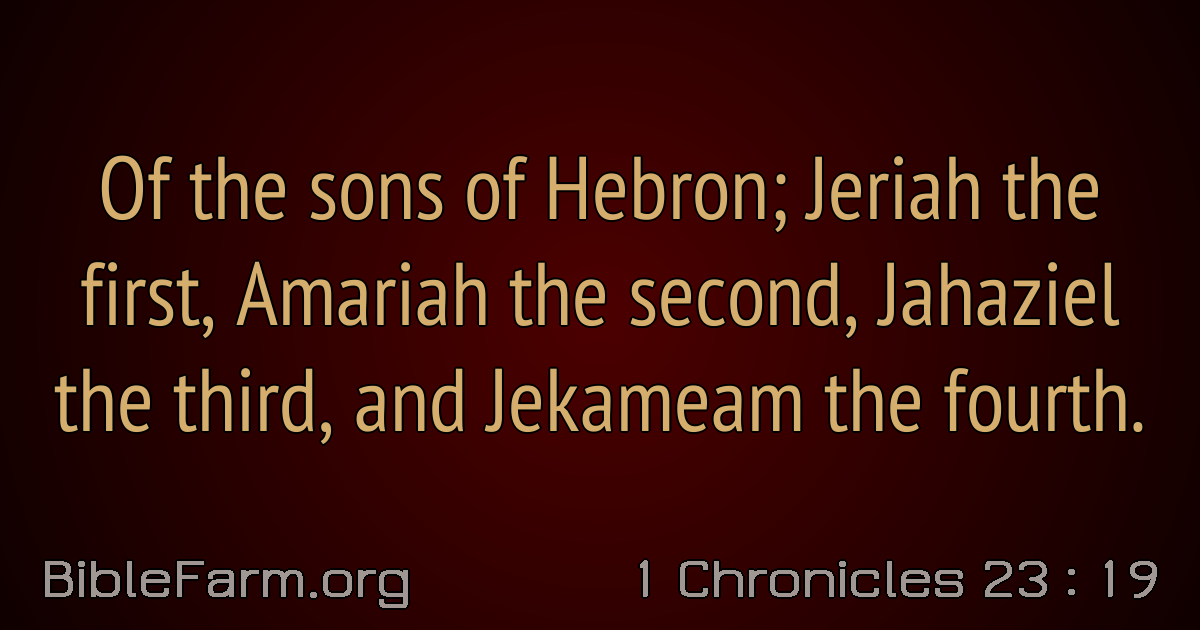 Of the sons of Hebron; Jeriah the
first, Amariah the second, Jahaziel
the third, and Jekameam the fourth.
BibleFarm.org
1 Chronicles 23 : 19